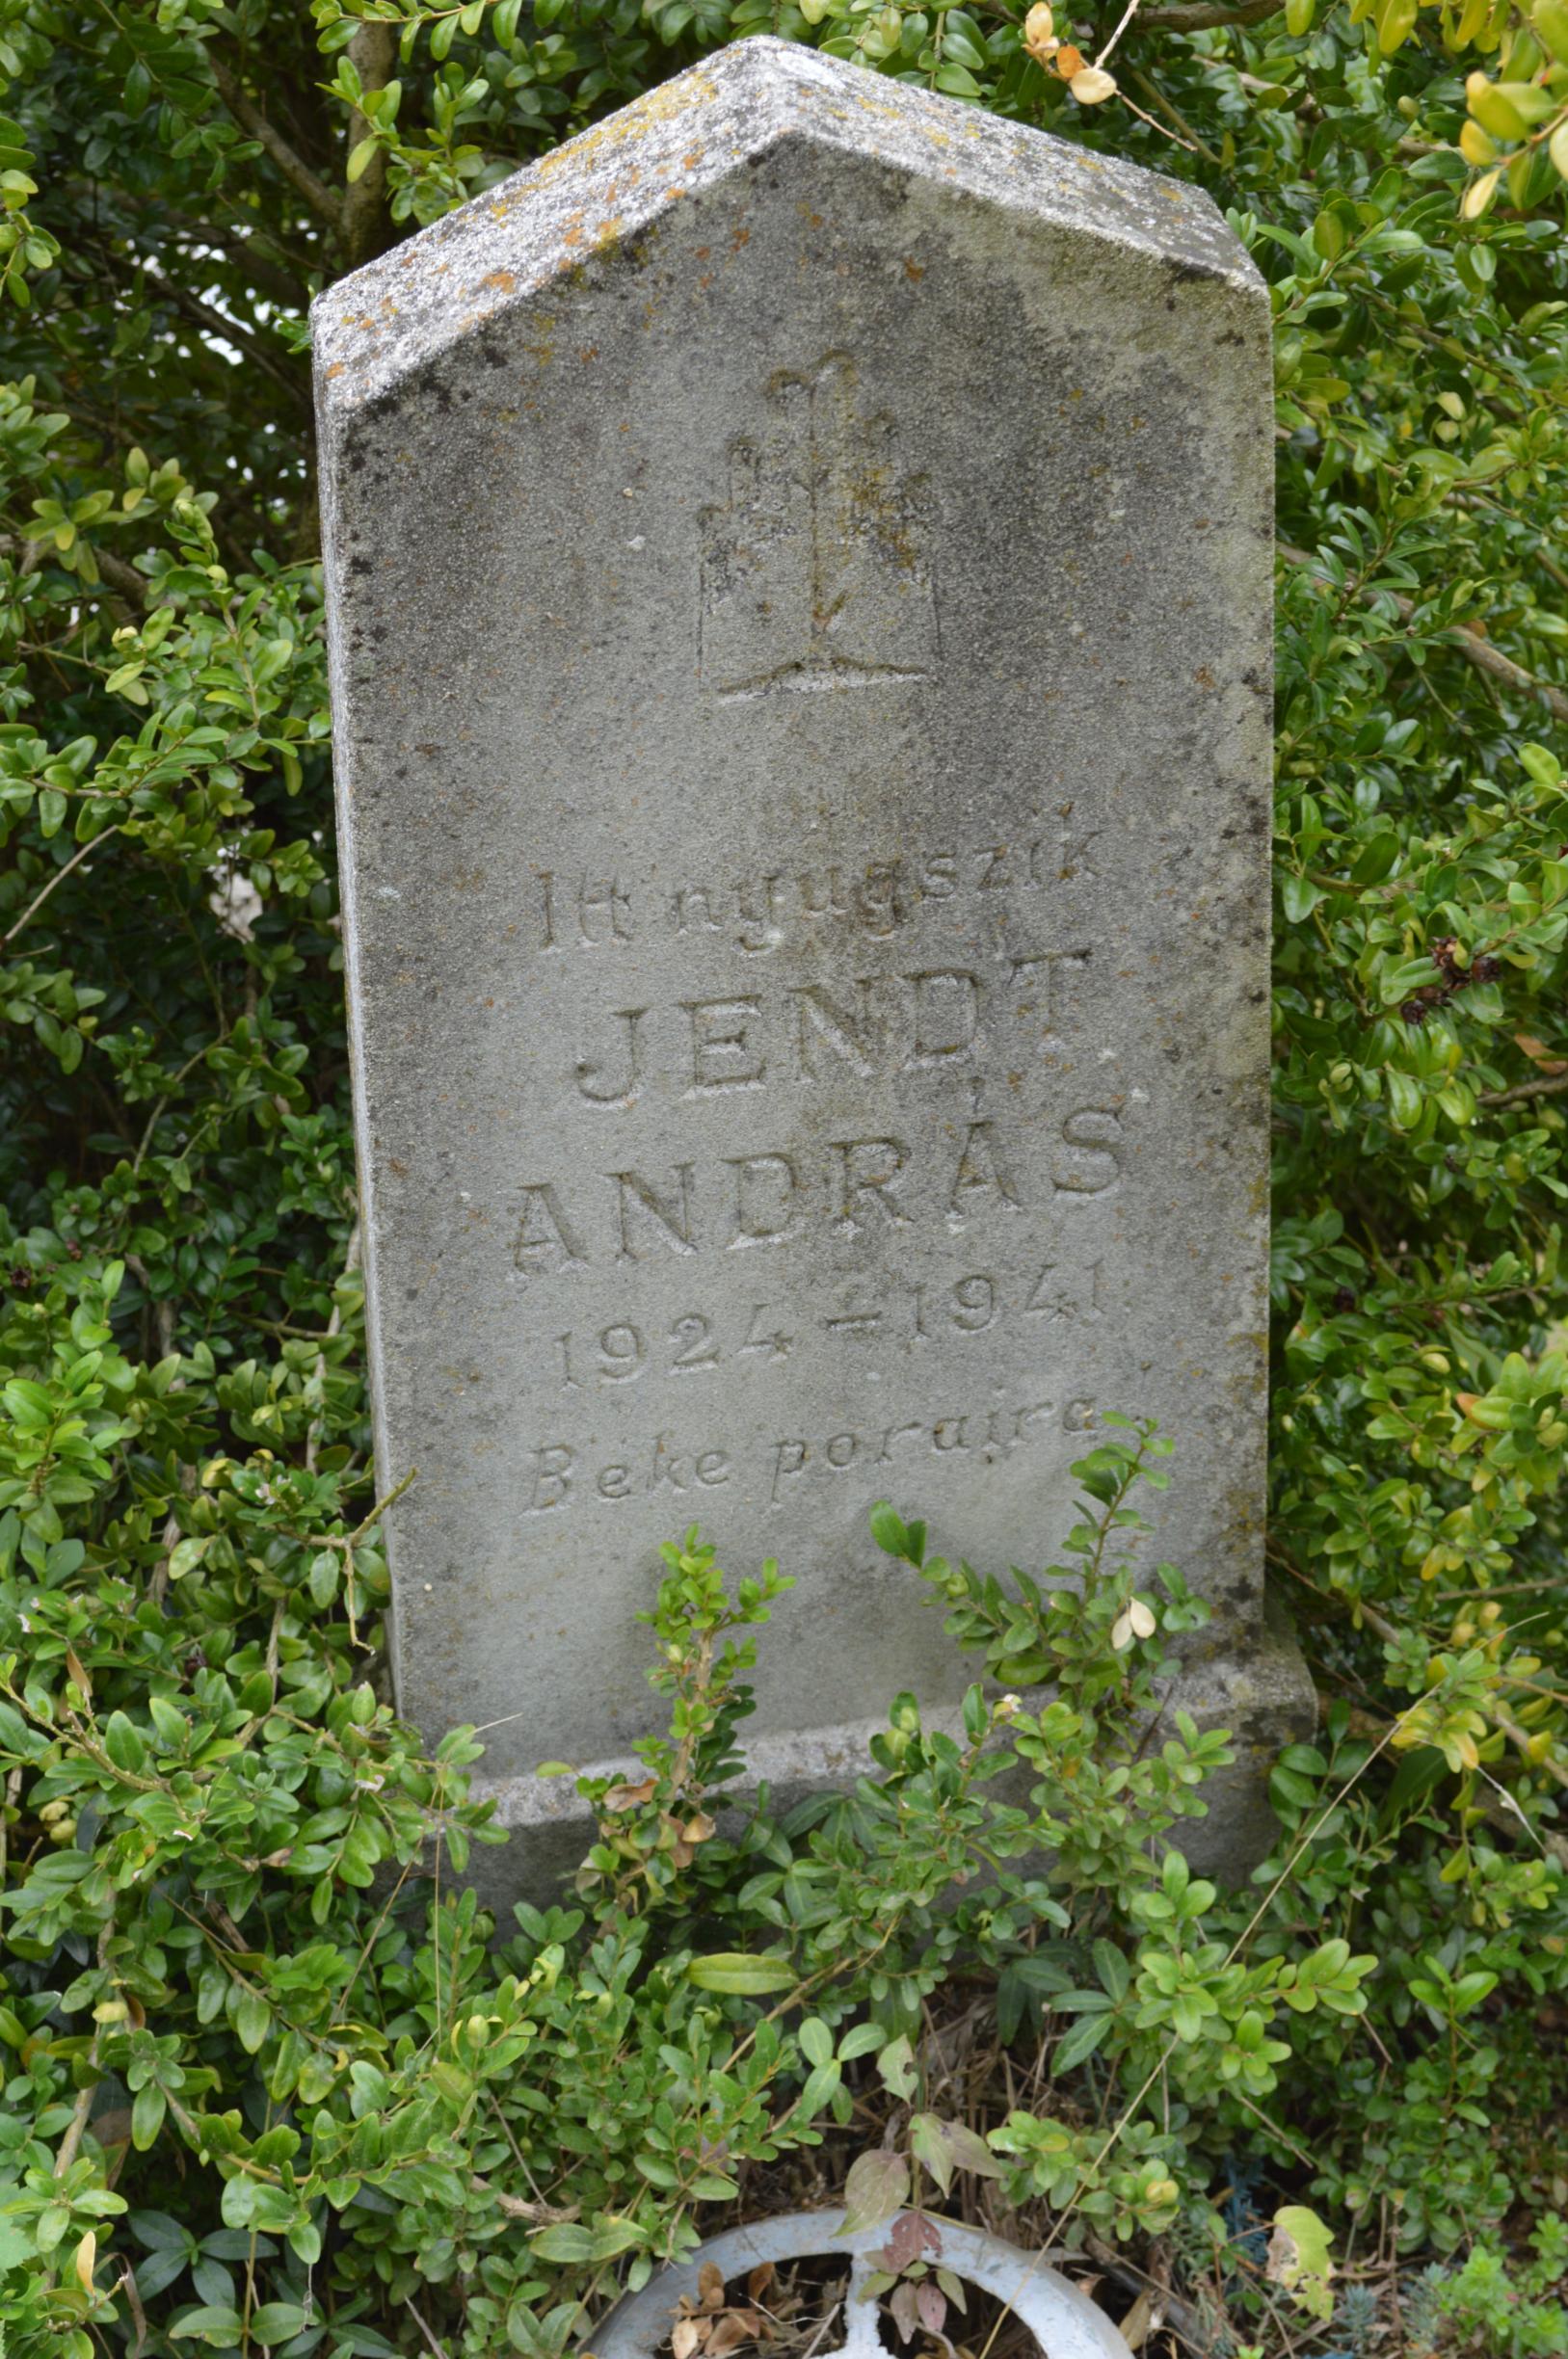 Itt nyugszik
JENDT
ANDRÁS
1924-1941
Béke poraira